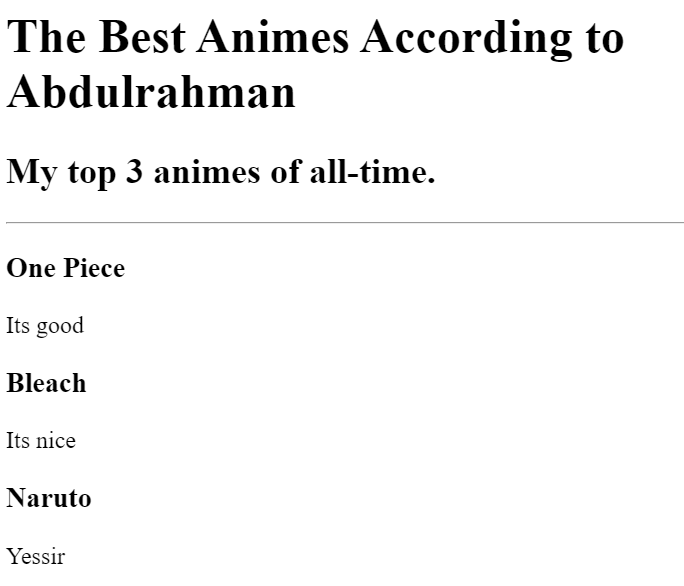 The Best Animes According to
Abdulrahman
My top 3 animes of all-time.
One Piece
Its good
Bleach
Its nice
Naruto
Yessir